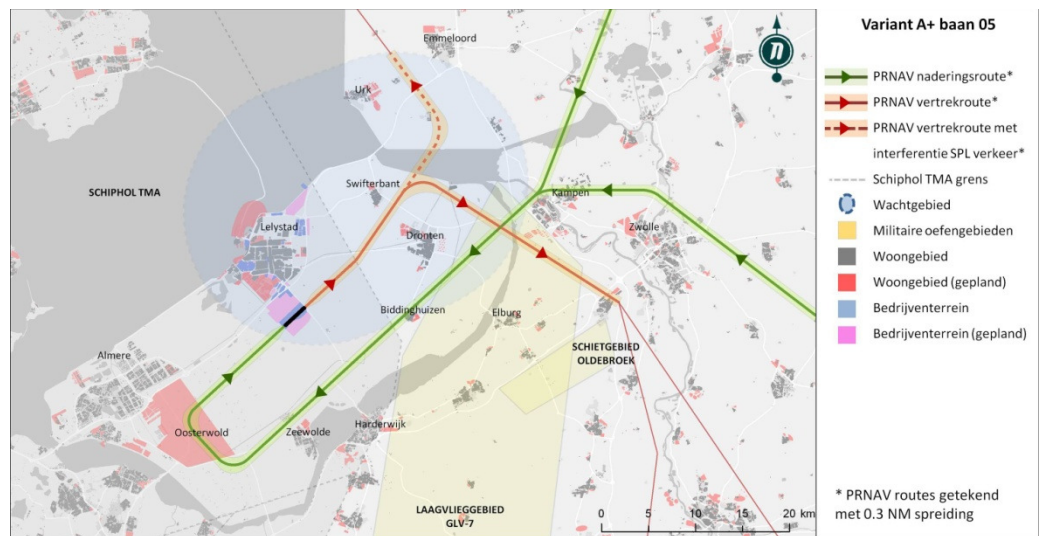 Emmeloord
Urk
SCHIPHOL TMA
Swifterbant
Kampen
Lelystad
Zwolle
Dronten
Biddinghuizen
Elburg
SCHIETGEBIED
OLDEBROEK
Almere
Oosterwold
Zeewolde
Harderwijk
LAAGVLIEGGEBIED
GLV-7
0 5 10 20 km
Variant A+ baan 05
PRNAV naderingsroute*
PRNAV vertrekroute*
PRNAV vertrekroute met
interferentie SPL verkeer*
Schiphol TMA grens
Wachtgebied
Militaire oefengebieden
Woongebied
Woongebied (gepland)
Bedrijventerrein
Bedrijventerrein (gepland)
* PRNAV routes getekend
met 0.3 NM spreiding